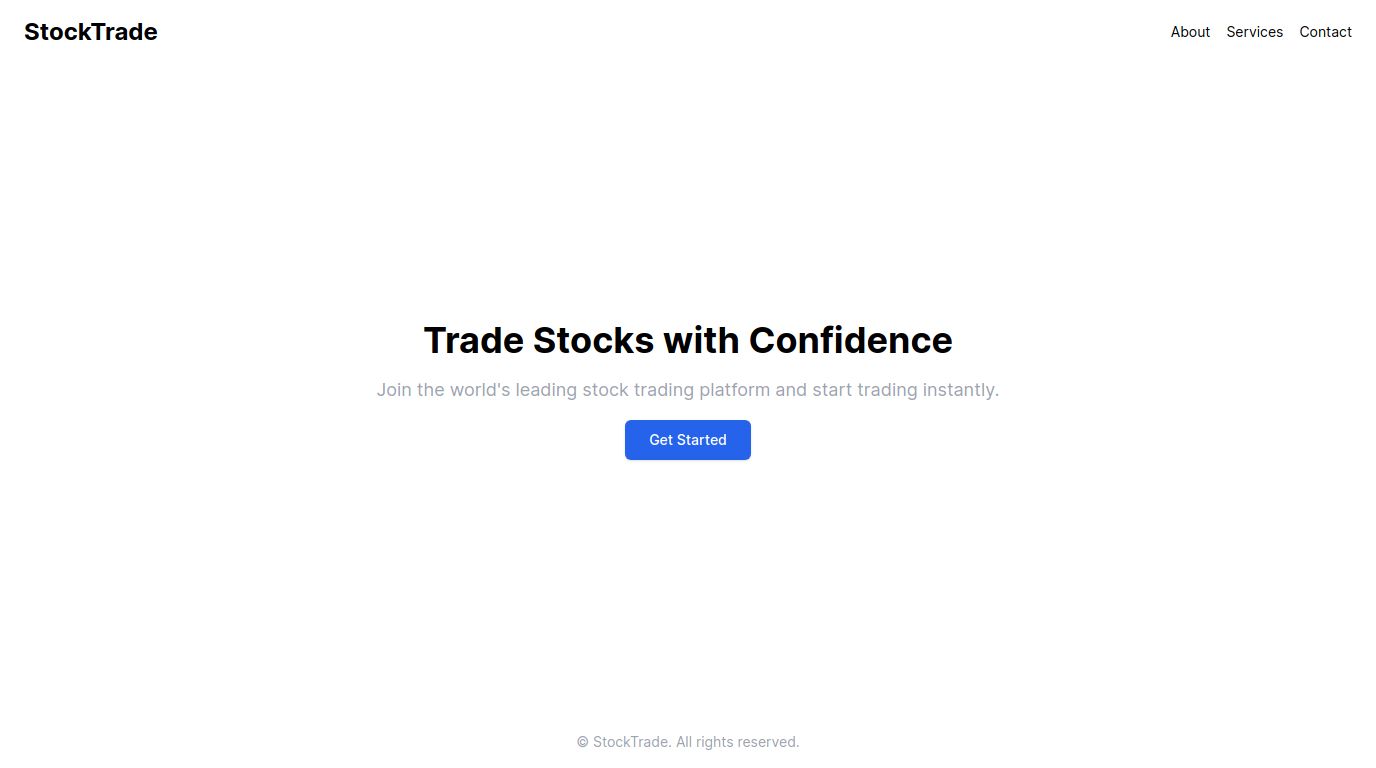 StockTrade
About Services Contact
Trade Stocks with Confidence
Join the world's leading stock trading platform and start trading instantly.
Get Started
© StockTrade. All rights reserved.